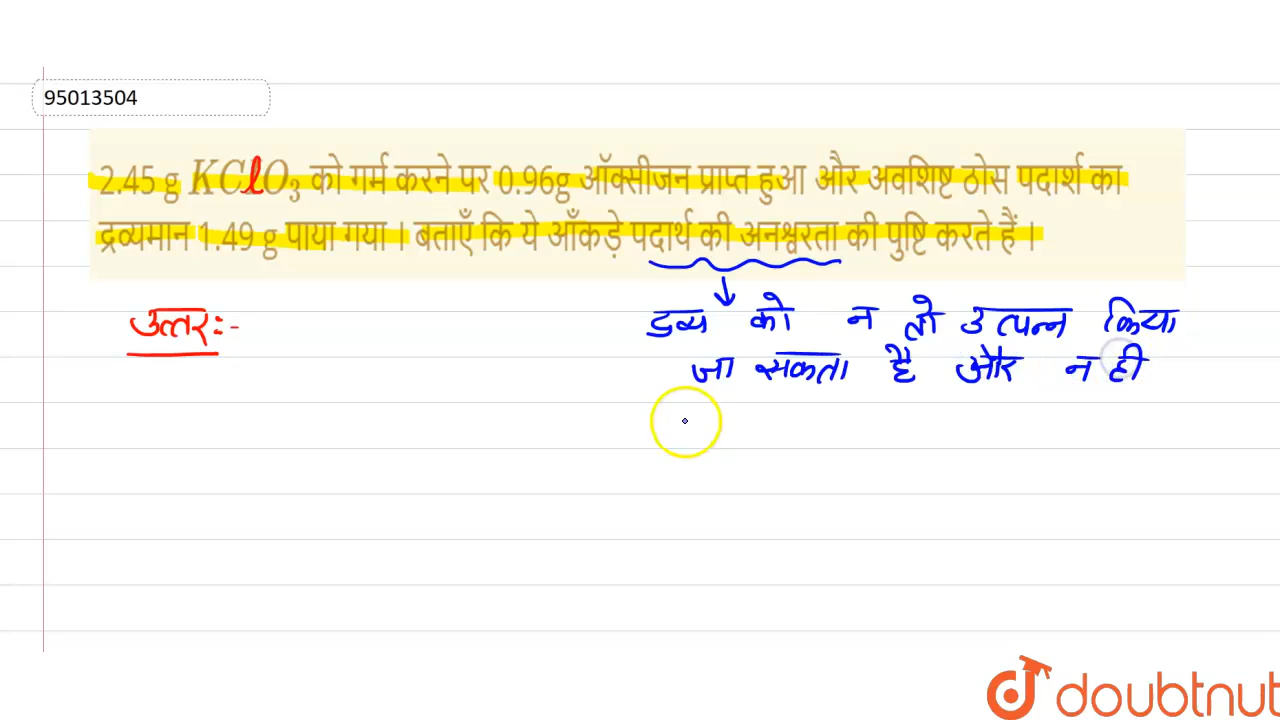 95013504
2.45 g KClO₃ को गर्म करने पर 0.96g ऑक्सीजन प्राप्त हुआ और अवशिष्ट ठोस पदार्श का
द्रव्यमान 1.49 g पाया गया । बताएँ कि ये आँकड़े पदार्थ की अनश्वरता की पुष्टि करते हैं ।
उत्तर:-
द्रव्य को न तो उत्पन्न किया
जा सकता है और न ही
doubtnut